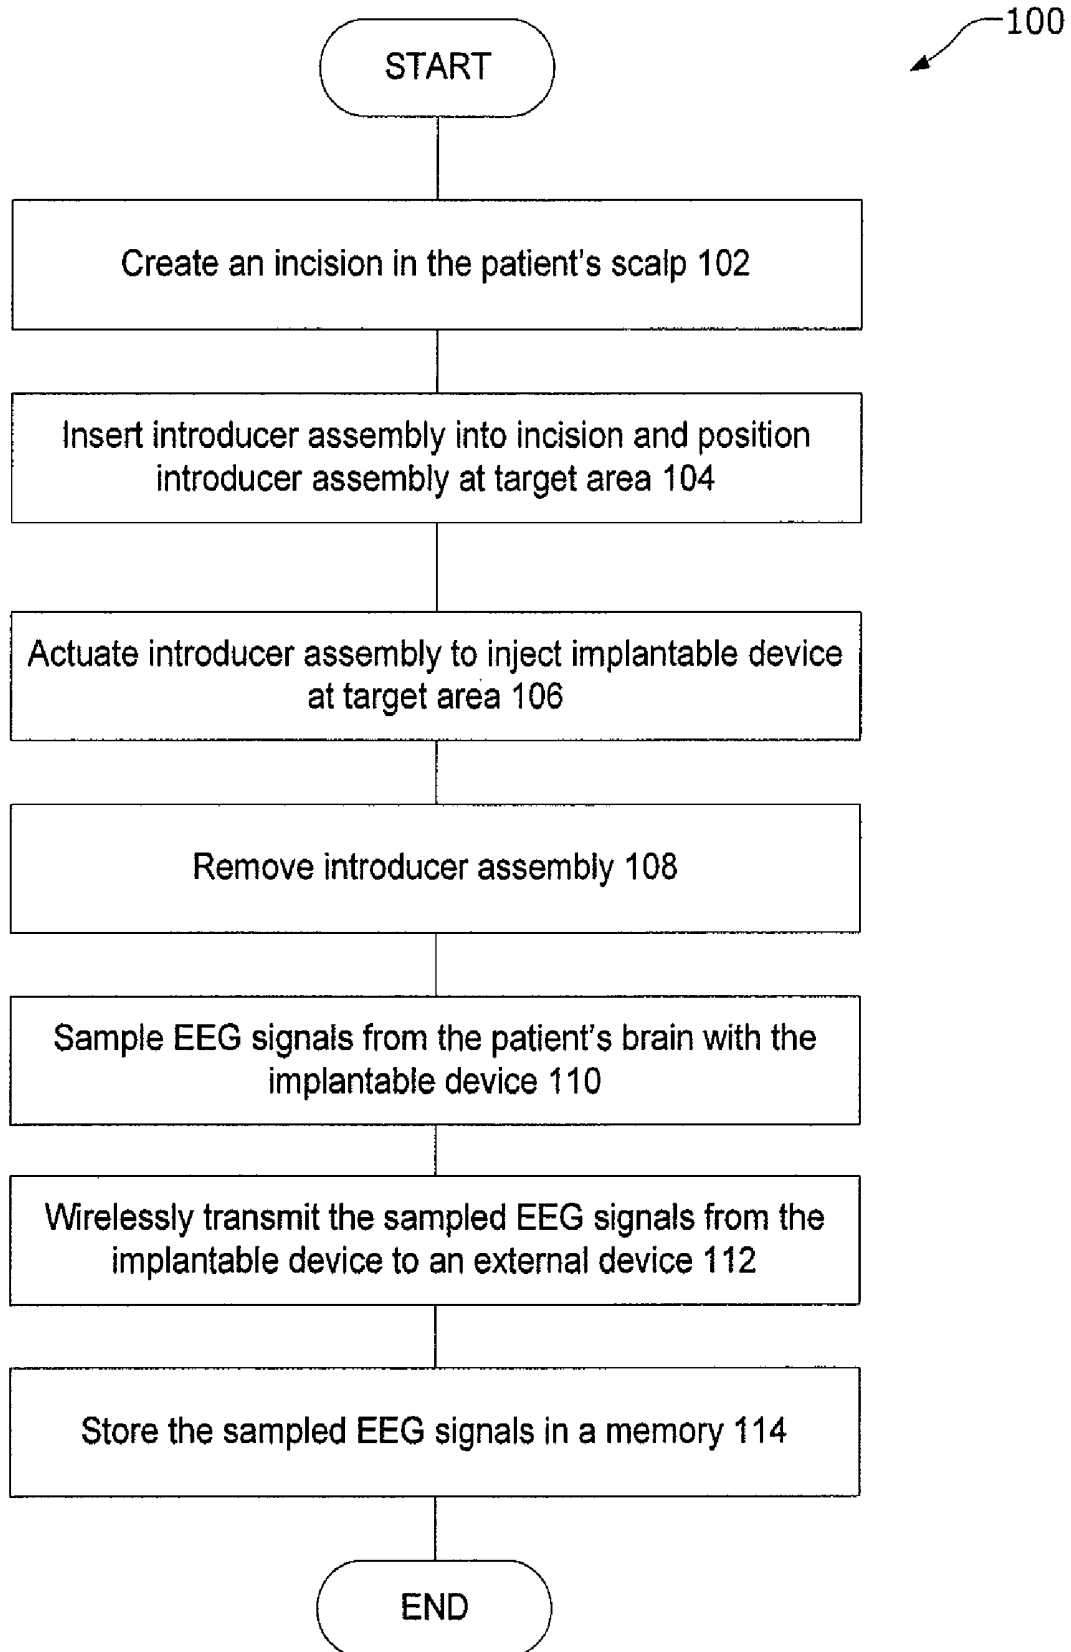 100
START
Create an incision in the patient's scalp 102
Insert introducer assembly into incision and position
introducer assembly at target area 104
Actuate introducer assembly to inject implantable device
at target area 106
Remove introducer assembly 108
Sample EEG signals from the patient's brain with the
implantable device 110
Wirelessly transmit the sampled EEG signals from the
implantable device to an external device 112
Store the sampled EEG signals in a memory 114
END